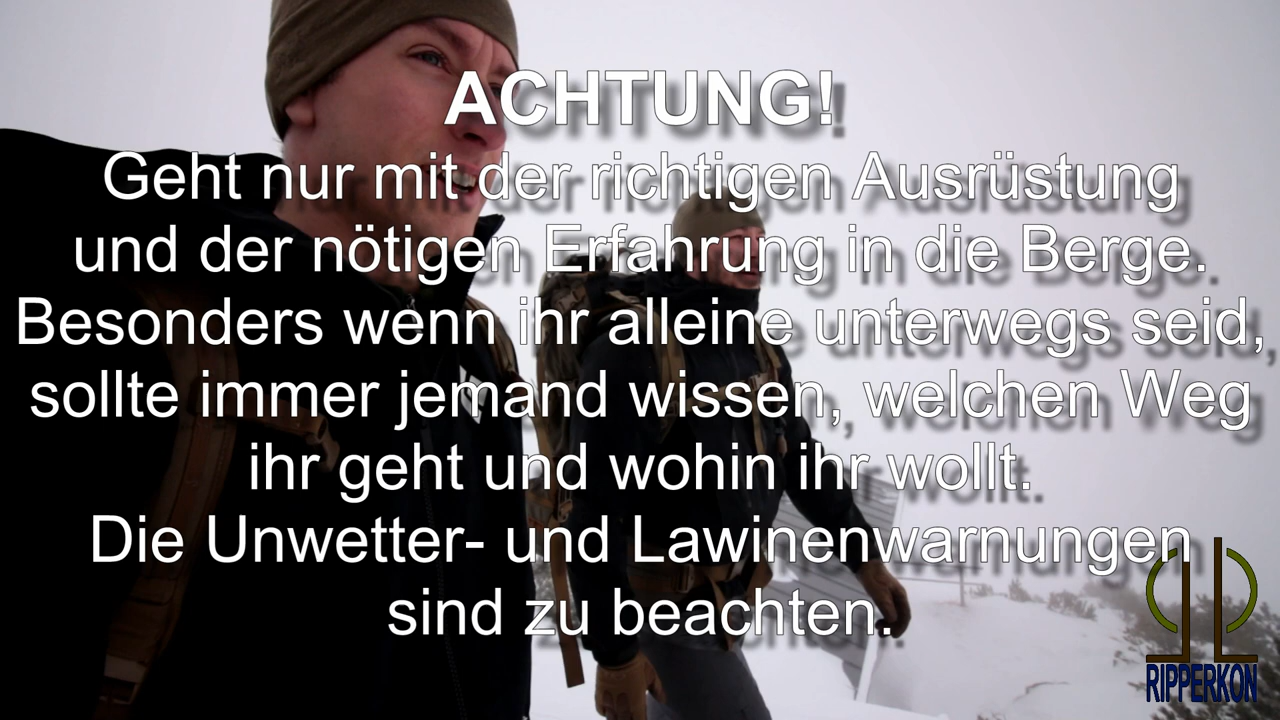 ACHTUNG!
Geht nur mit der richtigen Ausrüstung
und der nötigen Erfahrung in die Berge.
Besonders wenn ihr alleine unterwegs seid,
sollte immer jemand wissen, welchen Weg
ihr geht und wohin ihr wollt.
Die Unwetter- und Lawinenwarnungen
sind zu beachten.
RIPPERKON